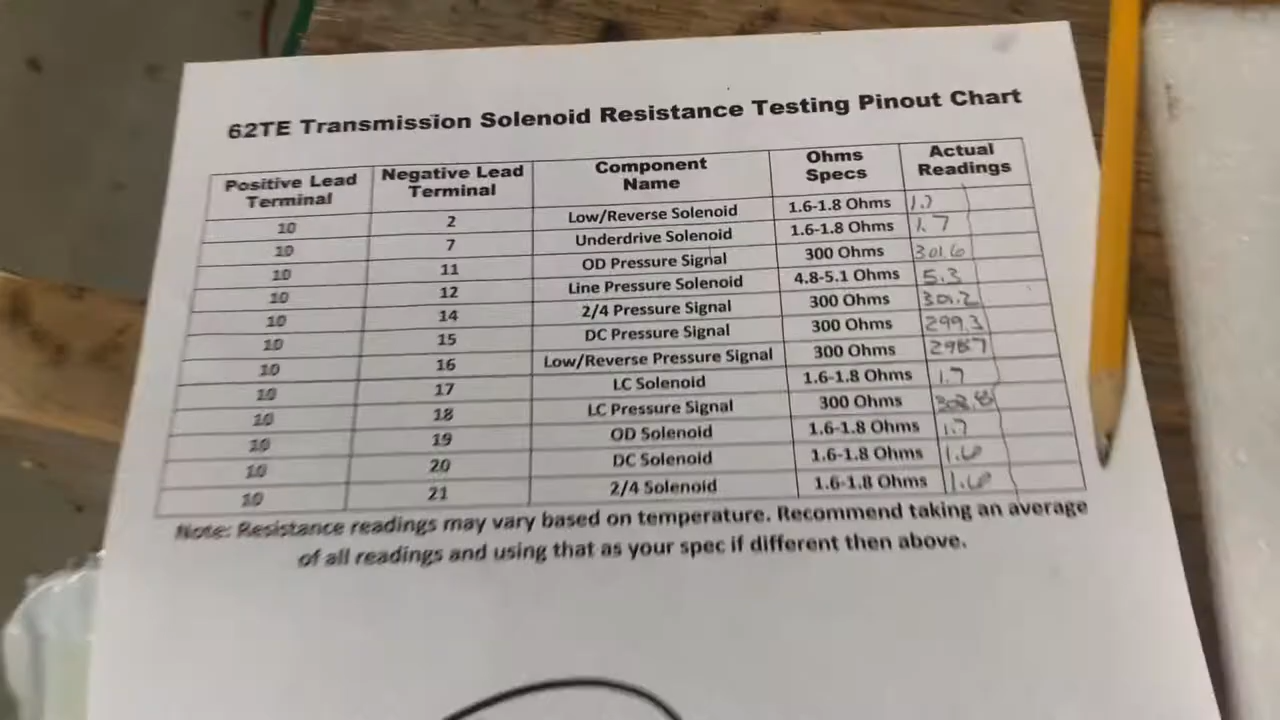 62TE Transmission Solenoid Resistance Testing Pinout Chart
Positive Lead Terminal Negative Lead Terminal Component Name Ohms Specs Actual Readings
10 2 Low/Reverse Solenoid 1.6-1.8 Ohms 1.7
10 7 Underdrive Solenoid 1.6-1.8 Ohms 1.7
10 11 OD Pressure Signal 300 Ohms 301.6
10 12 Line Pressure Solenoid 4.8-5.1 Ohms 5.3
10 14 2/4 Pressure Signal 300 Ohms 301.2
10 15 DC Pressure Signal 300 Ohms 299.3
10 16 Low/Reverse Pressure Signal 300 Ohms
10 17 LC Solenoid 1.6-1.8 Ohms 1.7
10 18 LC Pressure Signal 300 Ohms
10 19 OD Solenoid 1.6-1.8 Ohms 1.7
10 20 DC Solenoid 1.6-1.8 Ohms 1.6
10 21 2/4 Solenoid 1.6-1.8 Ohms 1.6
Note: Resistance readings may vary based on temperature. Recommend taking an average
of all readings and using that as your spec if different then above.